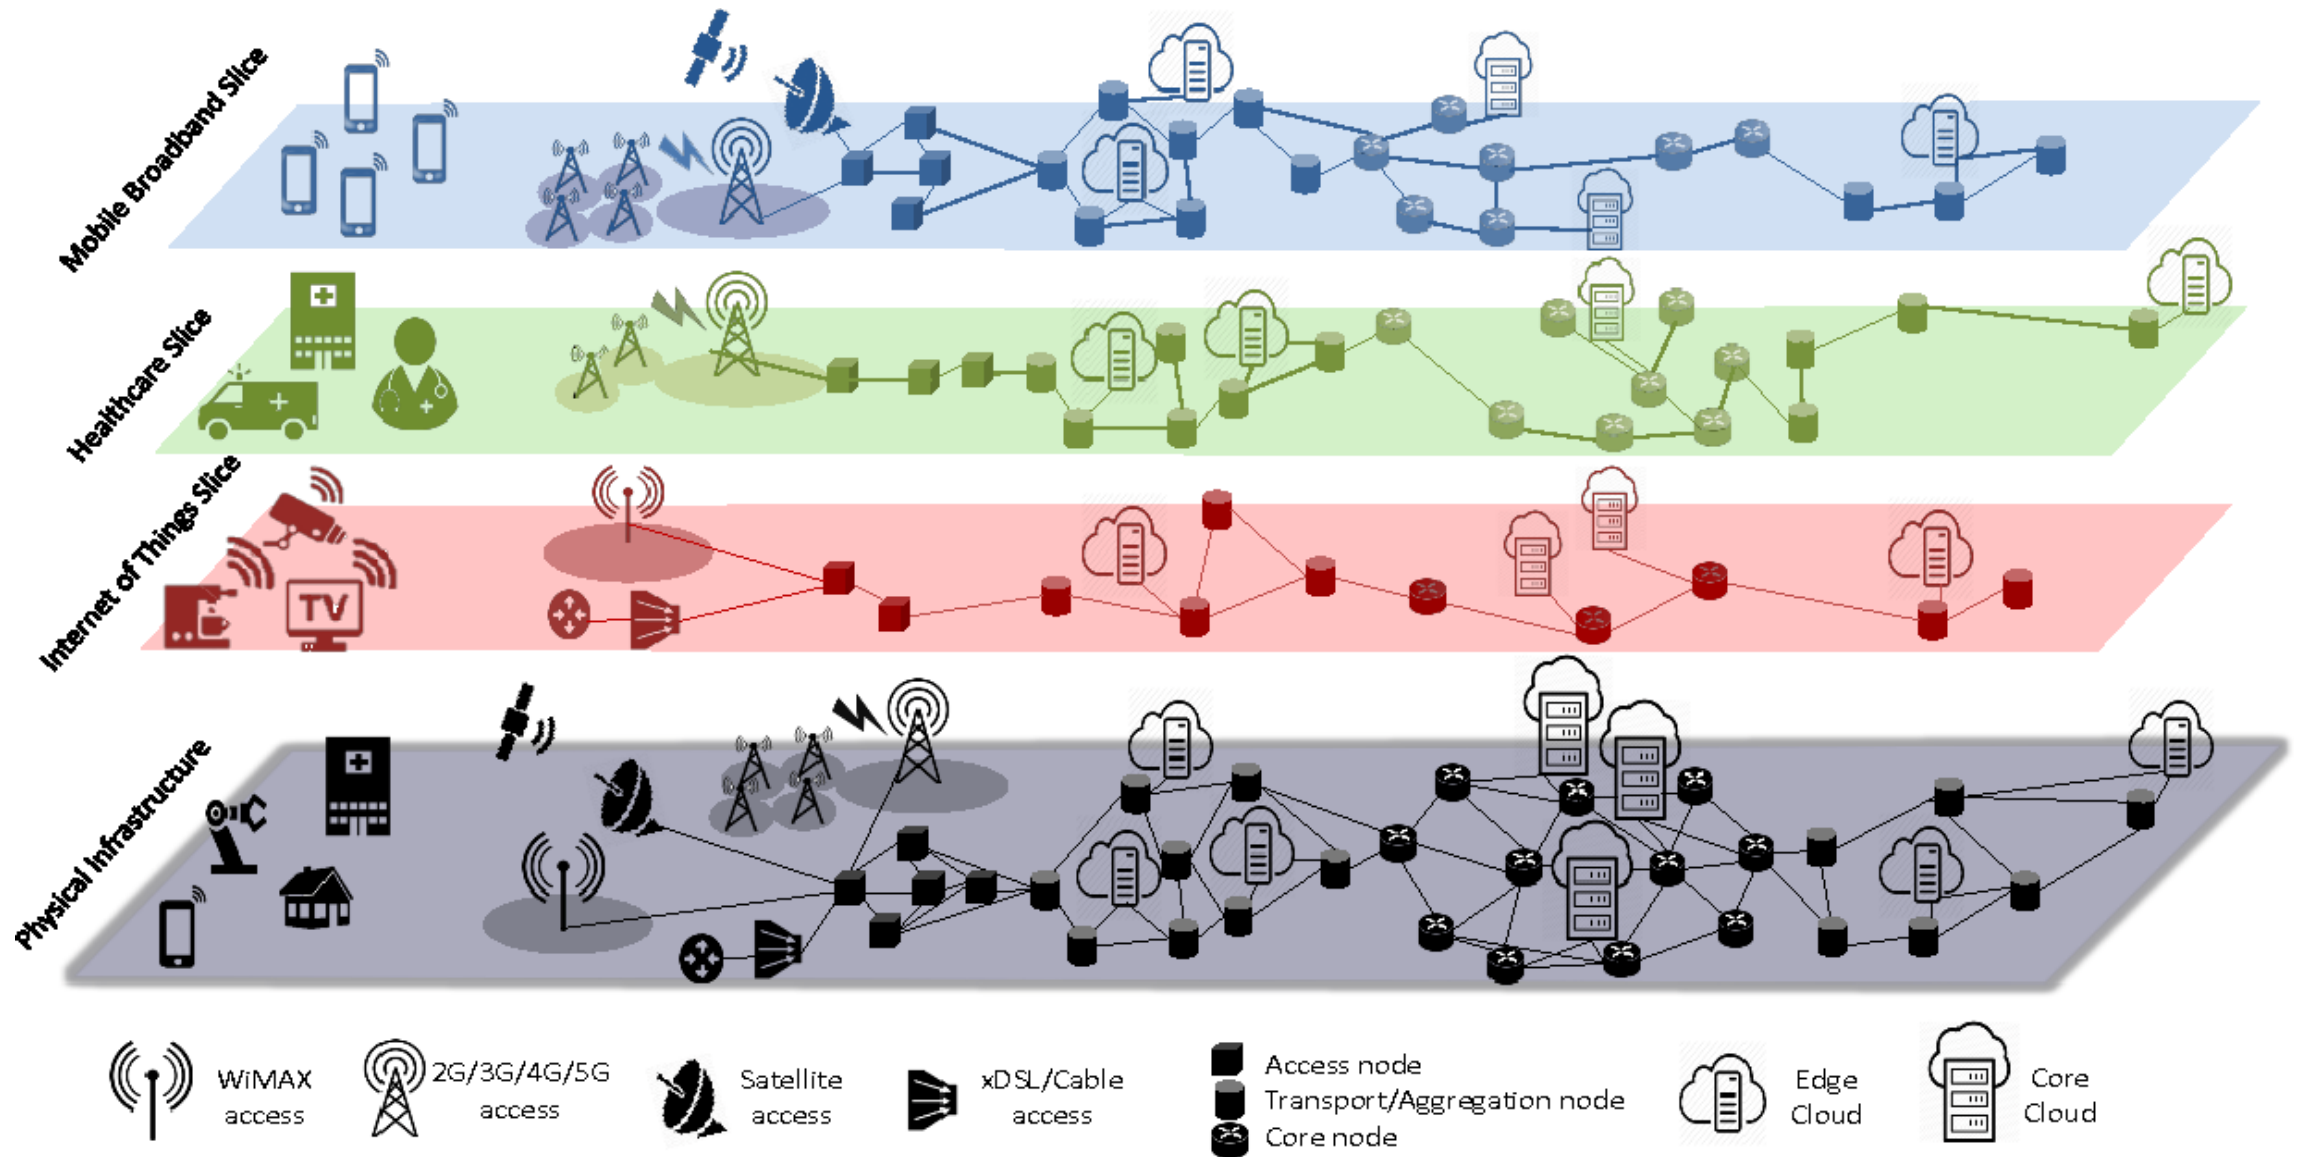 Mobile Broadband Slice
Healthcare Slice
Internet of Things Slice
TV
Physical Infrastructure
WiMAX
access
2G/3G/4G/5G
access
Satellite
access
xDSL/Cable
access
Access node
Transport/Aggregation node
Core node
Edge
Cloud
Core
Cloud